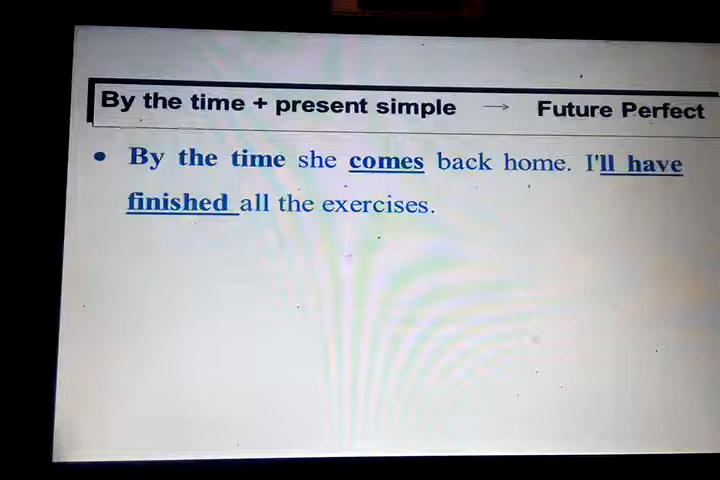 By the time + present simple → Future Perfect
• By the time she comes back home. I'll have
finished all the exercises.